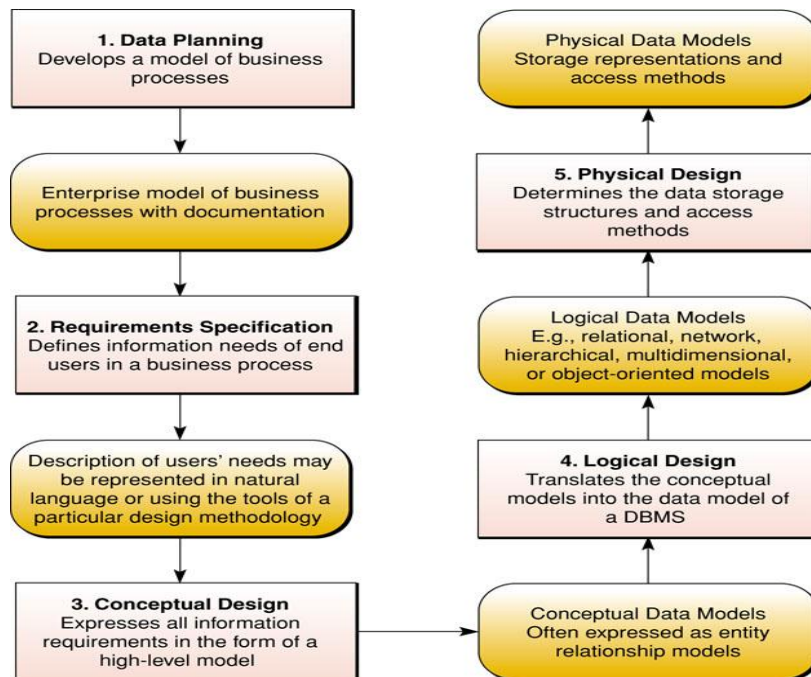 1. Data Planning
Develops a model of business
processes
Enterprise model of business
processes with documentation
2. Requirements Specification
Defines information needs of end
users in a business process
Description of users' needs may
be represented in natural
language or using the tools of a
particular design methodology
3. Conceptual Design
Expresses all information
requirements in the form of a
high-level model
Conceptual Data Models
Often expressed as entity
relationship models
4. Logical Design
Translates the conceptual
models into the data model of
a DBMS
Logical Data Models
E.g., relational, network,
hierarchical, multidimensional,
or object-oriented models
5. Physical Design
Determines the data storage
structures and access
methods
Physical Data Models
Storage representations and
access methods